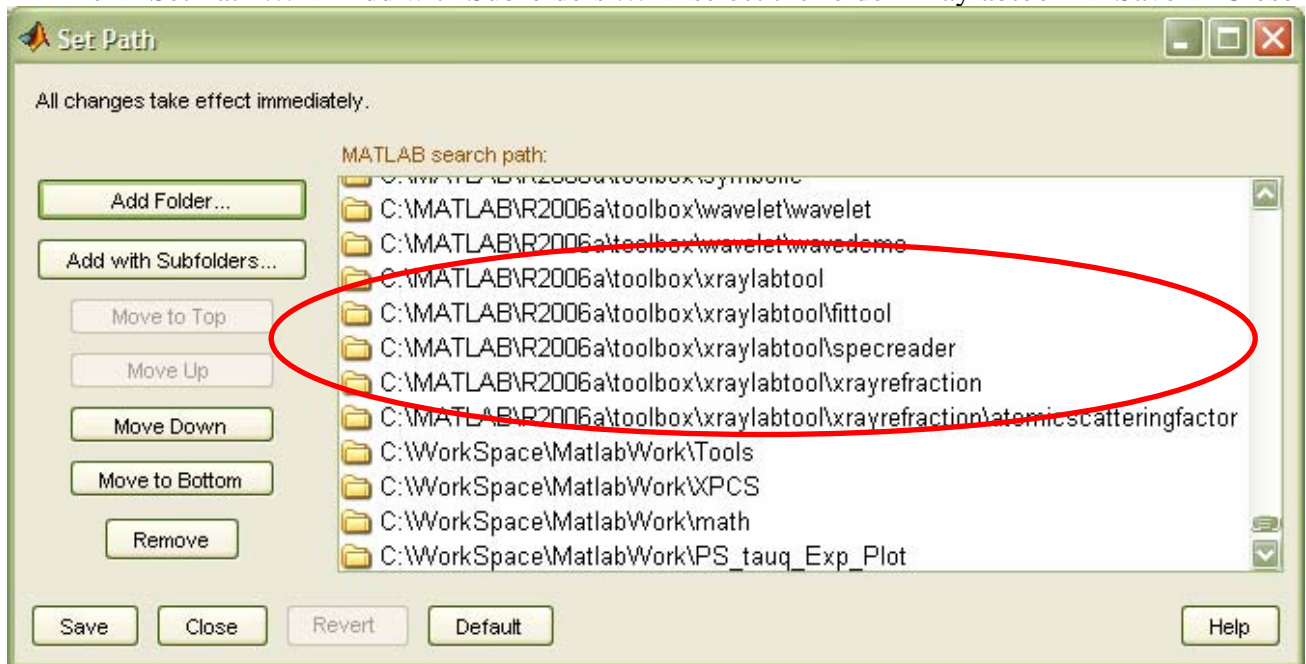 Set Path
All changes take effect immediately.
MATLAB search path:
Add Folder...
Add with Subfolders...
Move to Top
Move Up
Move Down
Move to Bottom
Remove
C:\MATLAB\R2006a\toolbox\symbolic
C:\MATLAB\R2006a\toolbox\wavelet\wavelet
C:\MATLAB\R2006a\toolbox\wavelet\wavedemo
C:\MATLAB\R2006a\toolbox\xraylabtool
C:\MATLAB\R2006a\toolbox\xraylabtool\fittool
C:\MATLAB\R2006a\toolbox\xraylabtool\specreader
C:\MATLAB\R2006a\toolbox\xraylabtool\xrayrefraction
C:\MATLAB\R2006a\toolbox\xraylabtool\xrayrefraction\atomicscatteringfactor
C:\WorkSpace\MatlabWork\Tools
C:\WorkSpace\MatlabWork\XPCS
C:\WorkSpace\MatlabWork\math
C:\WorkSpace\MatlabWork\PS_tauq_Exp_Plot
Save Close Revert Default Help